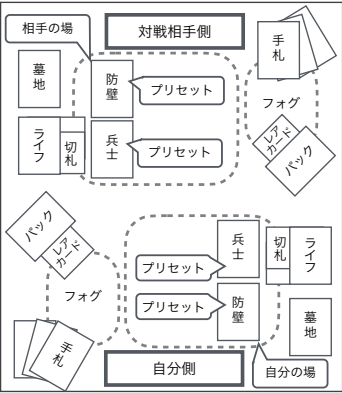 相手の場
対戦相手側
手札
墓地
防壁
プリセット
フォグ
ライフ
切札
兵士
プリセット
レアカード
パック
パック
レアカード
フォグ
手札
兵士
切札
ライフ
プリセット
プリセット
防壁
墓地
自分側
自分の場